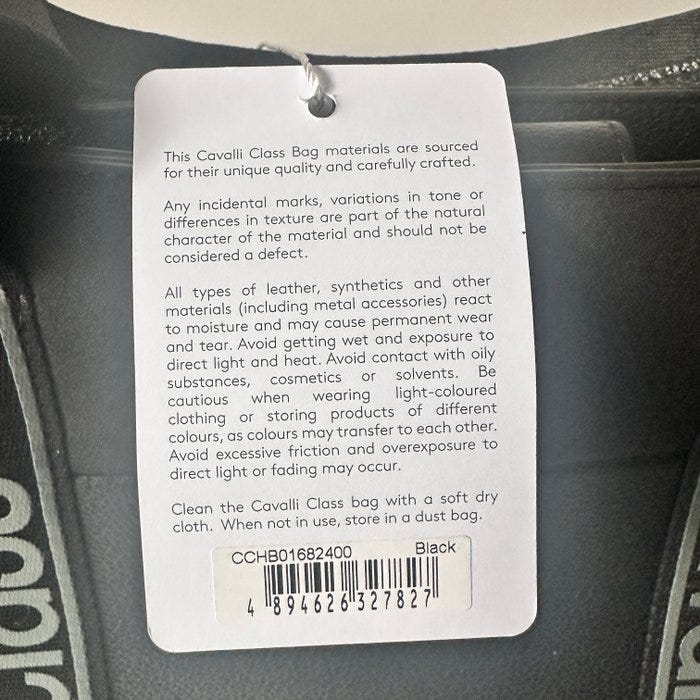 This Cavalli Class Bag materials are sourced
for their unique quality and carefully crafted.
Any incidental marks, variations in tone or
differences in texture are part of the natural
character of the material and should not be
considered a defect.
All types of leather, synthetics and other
materials (including metal accessories) react
to moisture and may cause permanent wear
and tear. Avoid getting wet and exposure to
direct light and heat. Avoid contact with oily
substances, cosmetics or solvents. Be
cautious when wearing light-coloured
clothing or storing products of different
colours, as colours may transfer to each other.
Avoid excessive friction and overexposure to
direct light or fading may occur.
Clean the Cavalli Class bag with a soft dry
cloth. When not in use, store in a dust bag.
CCHB01682400 Black
4 894626 327827
class